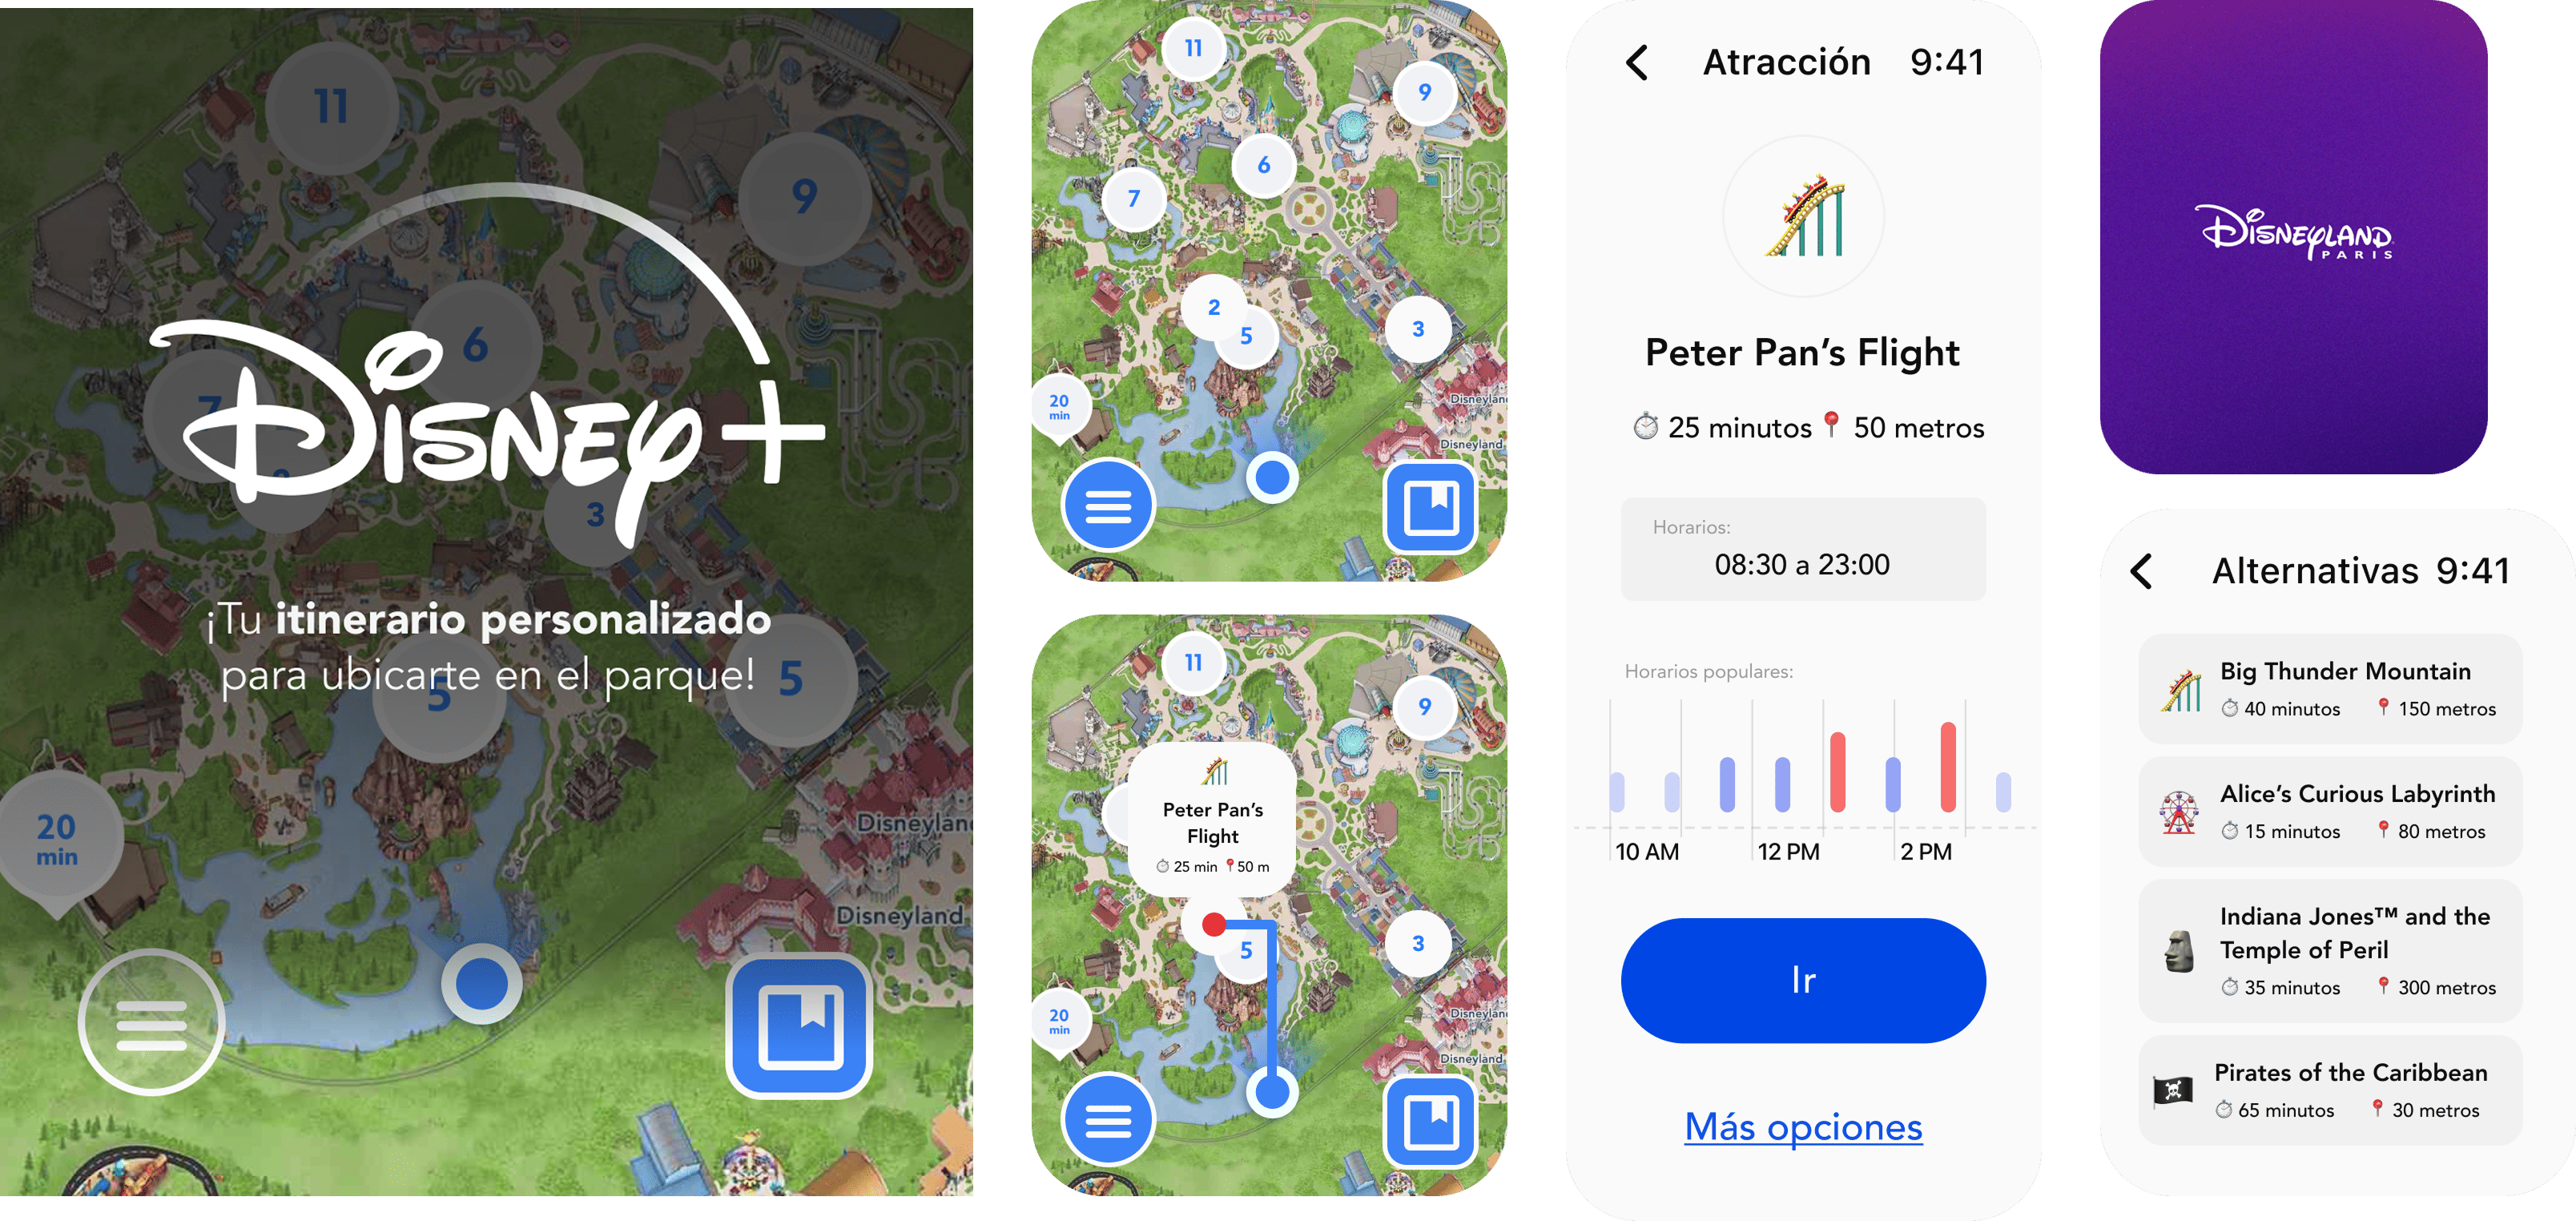 11
9
6
7
DISNEY+
3
¡Tu itinerario personalizado
para ubicarte en el parque!
5
5
20
min
Disneyland
Disneyland
11
9
6
7
2
5
3
20
min
Disneyland
Disneyland
11
9
Peter Pan’s
Flight
25 min 50 m
5
3
20
min
Disneyland
Disneyland
Atracción 9:41
Peter Pan’s Flight
25 minutos 50 metros
Horarios:
08:30 a 23:00
Horarios populares:
10 AM 12 PM 2 PM
Ir
Más opciones
DISNEYLAND
PARIS
Alternativas 9:41
Big Thunder Mountain
40 minutos 150 metros
Alice’s Curious Labyrinth
15 minutos 80 metros
Indiana Jones™ and the
Temple of Peril
35 minutos 300 metros
Pirates of the Caribbean
65 minutos 30 metros